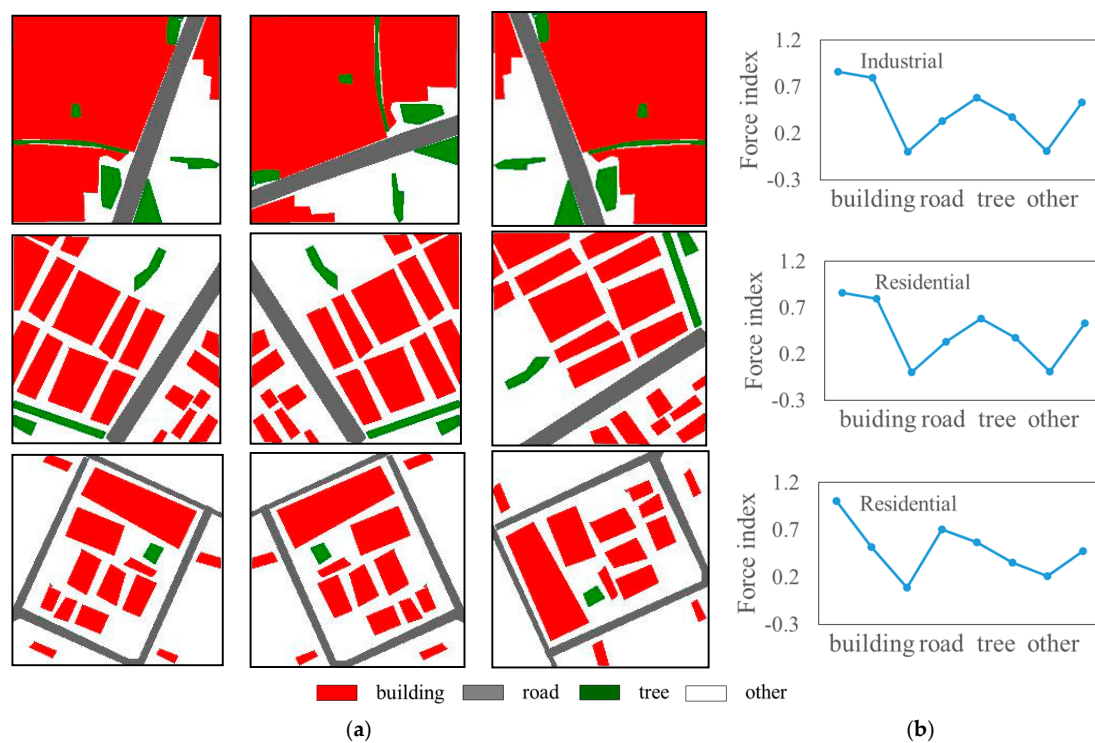 1.2
0.7
0.2
-0.3
Force index
Industrial
building road tree other
1.2
0.7
0.2
-0.3
Force index
Residential
buiding road tree other
1.2
0.7
0.2
-0.3
Force index
Residential
building road tree other
building road tree other
(a) (b)